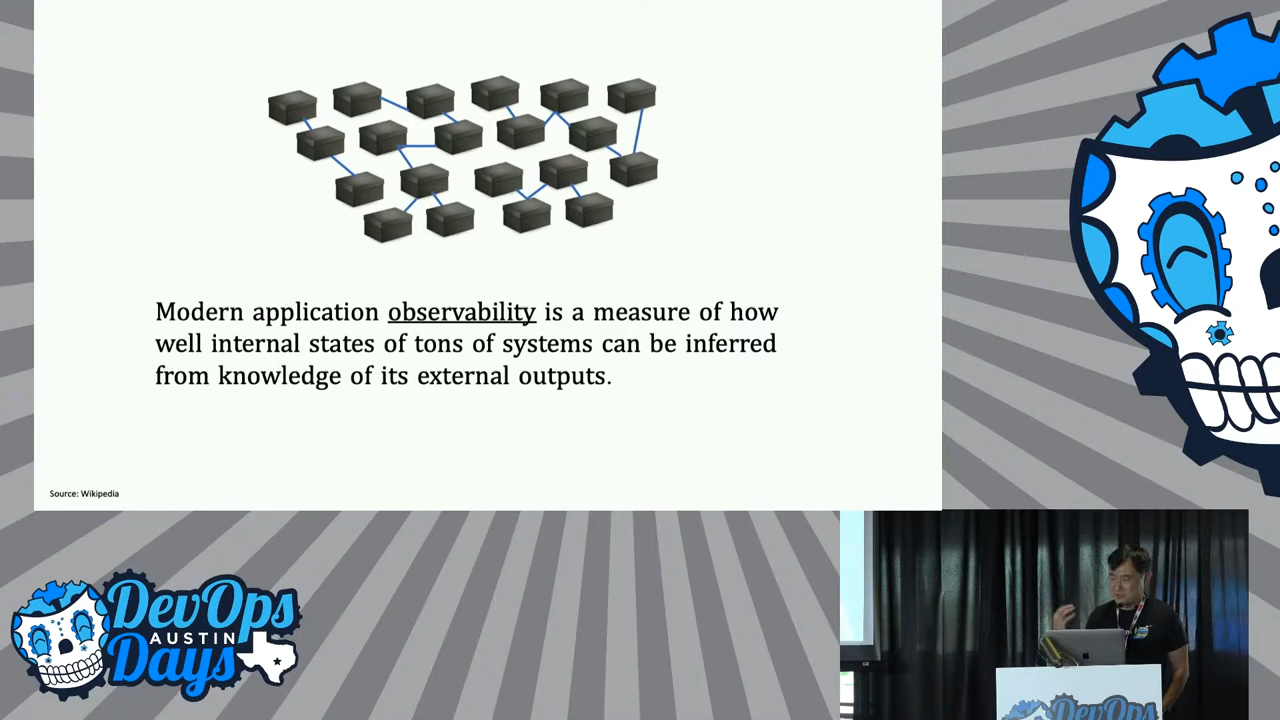 Modern application observability is a measure of how
well internal states of tons of systems can be inferred
from knowledge of its external outputs.
Source: Wikipedia
DevOps
AUSTIN
Days
DevOps